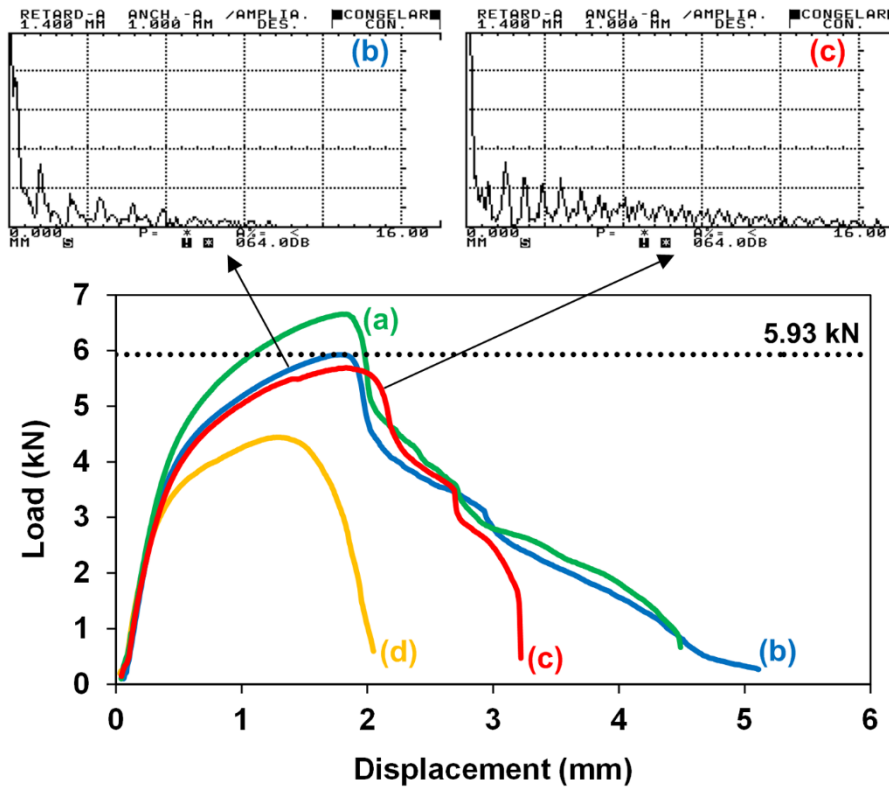 RETARD-A ANCH.-A /AMPLIA. ■CONGELAR■
1.400 MM 1.000 MM DES. CON.
(b)
0.000 P= * A%= < 16.00
MM S ! * 064.0DB
RETARD-A ANCH.-A /AMPLIA. ■CONGELAR
1.400 MM 1.000 MM DES. CON.
(c)
0.000 P= * A%= < 16.00
MM S ! * 064.0DB
7
6
5
4
3
2
1
0
Load (kN)
(a)
5.93 kN
(d)
(c)
(b)
0 1 2 3 4 5 6
Displacement (mm)